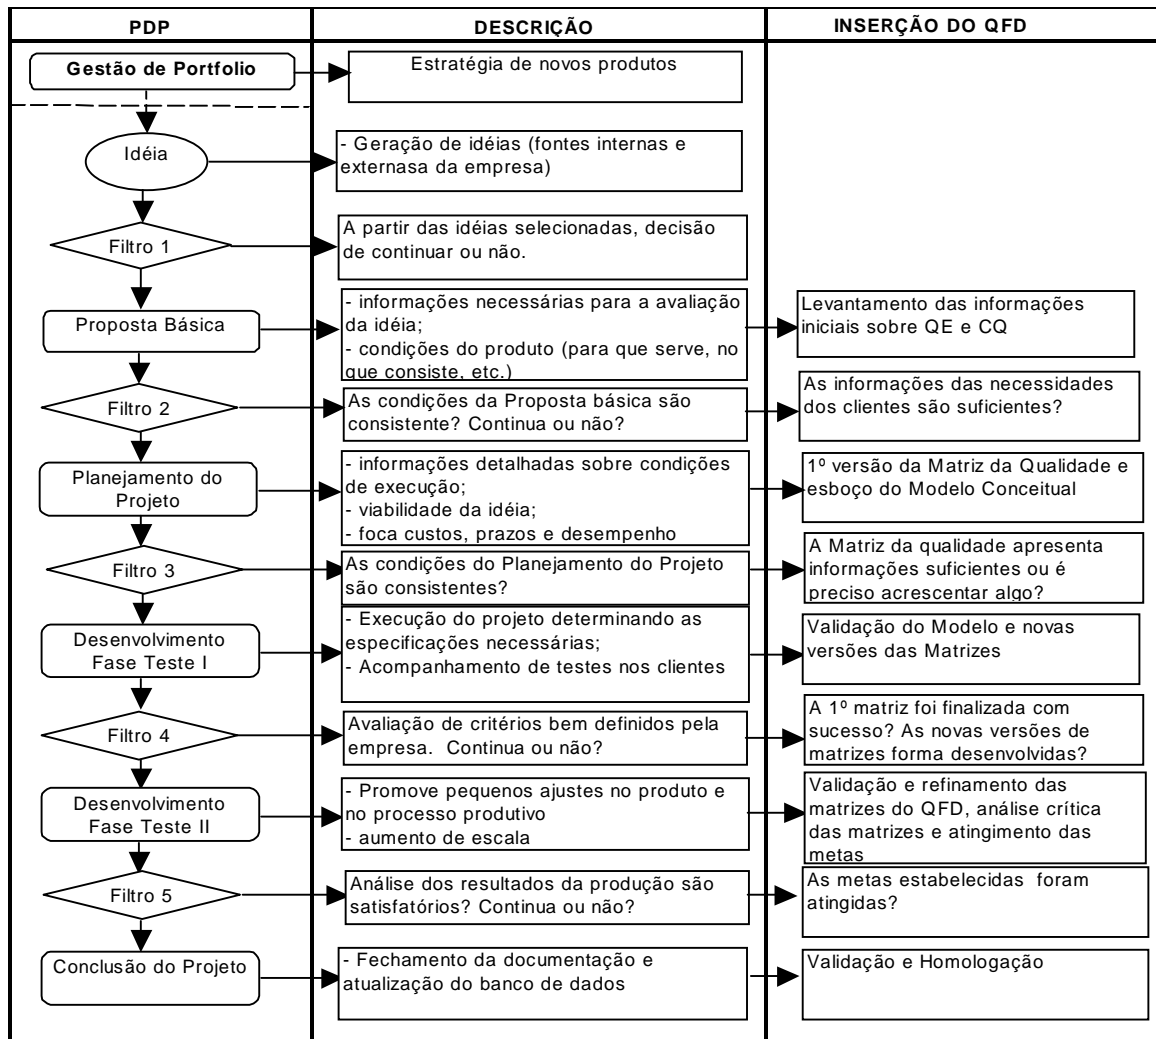 PDP
DESCRIÇÃO
INSERÇÃO DO QFD
Gestão de Portfolio
Estratégia de novos produtos
Idéia
- Geração de idéias (fontes internas e
externasa da empresa)
Filtro 1
A partir das idéias selecionadas, decisão
de continuar ou não.
Proposta Básica
- informações necessárias para a avaliação
da idéia;
- condições do produto (para que serve, no
que consiste, etc.)
Levantamento das informações
iniciais sobre QE e CQ
Filtro 2
As condições da Proposta básica são
consistente? Continua ou não?
As informações das necessidades
dos clientes são suficientes?
Planejamento do
Projeto
- informações detalhadas sobre condições
de execução;
- viabilidade da idéia;
- foca custos, prazos e desempenho
1º versão da Matriz da Qualidade e
esboço do Modelo Conceitual
Filtro 3
As condições do Planejamento do Projeto
são consistentes?
A Matriz da qualidade apresenta
informações suficientes ou é
preciso acrescentar algo?
Desenvolvimento
Fase Teste I
- Execução do projeto determinando as
especificações necessárias;
- Acompanhamento de testes nos clientes
Validação do Modelo e novas
versões das Matrizes
Filtro 4
Avaliação de critérios bem definidos pela
empresa.  Continua ou não?
A 1º matriz foi finalizada com
sucesso? As novas versões de
matrizes forma desenvolvidas?
Desenvolvimento
Fase Teste II
- Promove pequenos ajustes no produto e
no processo produtivo
- aumento de escala
Validação e refinamento das
matrizes do QFD, análise crítica
das matrizes e atingimento das
metas
Filtro 5
Análise dos resultados da produção são
satisfatórios? Continua ou não?
As metas estabelecidas  foram
atingidas?
Conclusão do Projeto
- Fechamento da documentação e
atualização do banco de dados
Validação e Homologação